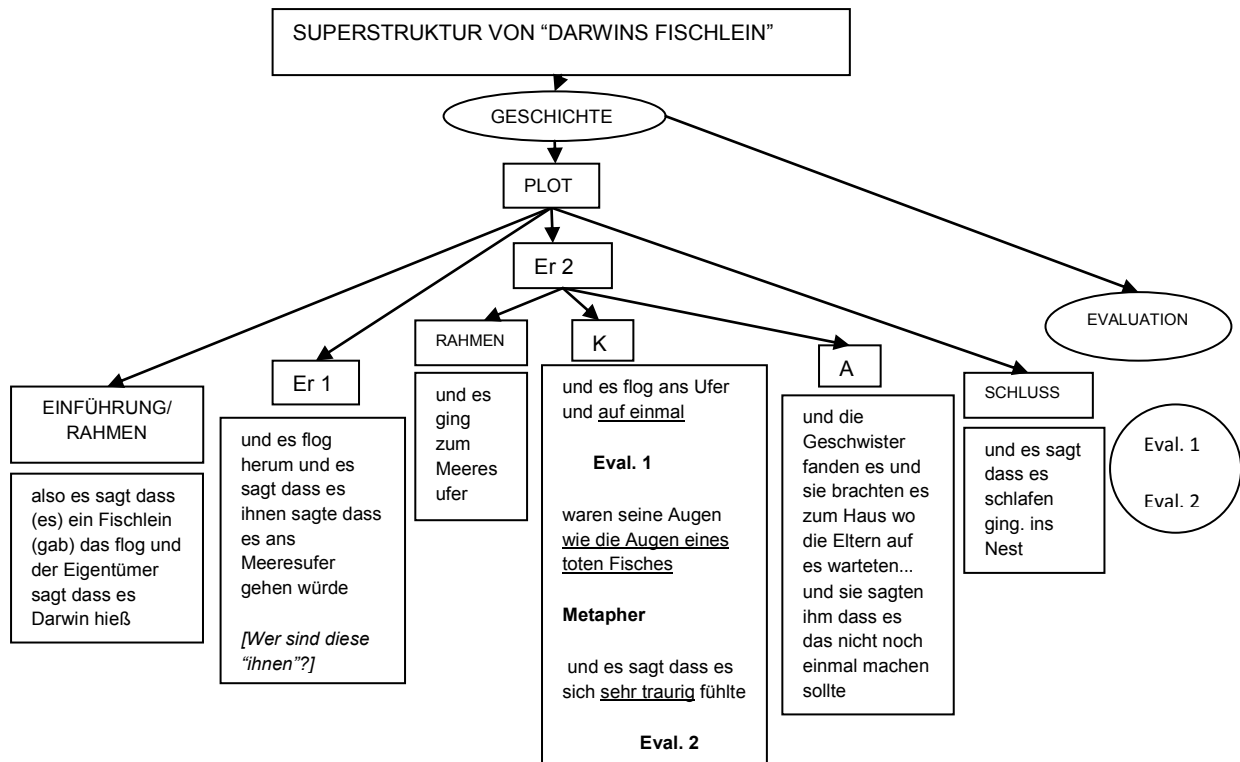 SUPERSTRUKTUR VON “DARWINS FISCHLEIN”
GESCHICHTE
PLOT
Er 2
EVALUATION
RAHMEN
K
A
Er 1
SCHLUSS
EINFÜHRUNG/
RAHMEN
also es sagt dass
(es) ein Fischlein
(gab) das flog und
der Eigentümer
sagt dass es
Darwin hieß
und es flog
herum und es
sagt dass es
ihnen sagte dass
es ans
Meeresufer
gehen würde
[Wer sind diese
“ihnen”?]
und es
ging
zum
Meeres
ufer
und es flog ans Ufer
und auf einmal
Eval. 1
waren seine Augen
wie die Augen eines
toten Fisches
Metapher
und es sagt dass es
sich sehr traurig fühlte
Eval. 2
und die
Geschwister
fanden es und
sie brachten es
zum Haus wo
die Eltern auf
es warteten...
und sie sagten
ihm dass es
das nicht noch
einmal machen
sollte
und es sagt
dass es
schlafen
ging. ins
Nest
Eval. 1
Eval. 2